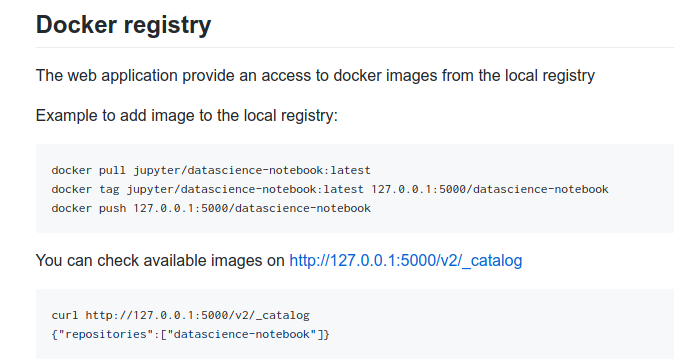 Docker registry
The web application provide an access to docker images from the local registry
Example to add image to the local registry:
docker pull jupyter/datascience-notebook:latest
docker tag jupyter/datascience-notebook:latest 127.0.0.1:5000/datascience-notebook
docker push 127.0.0.1:5000/datascience-notebook
You can check available images on http://127.0.0.1:5000/v2/_catalog
curl http://127.0.0.1:5000/v2/_catalog
{"repositories":["datascience-notebook"]}